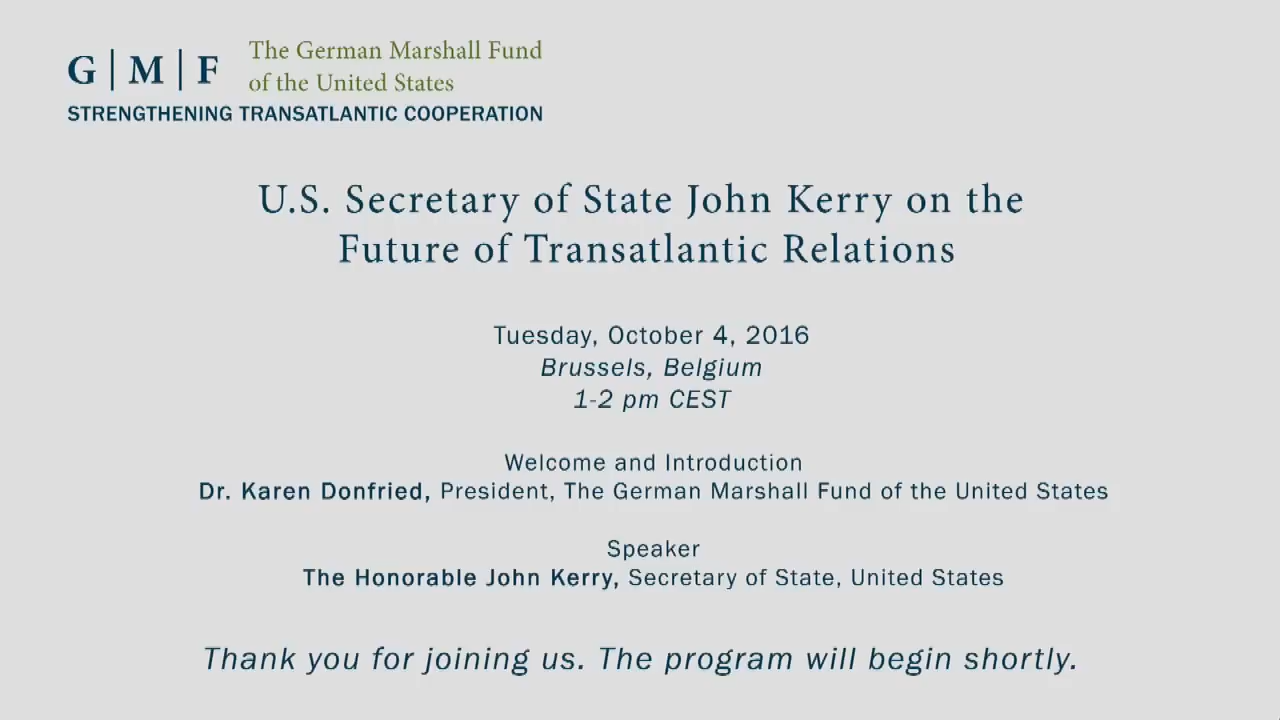 G | M | F
The German Marshall Fund
of the United States
STRENGTHENING TRANSATLANTIC COOPERATION
U.S. Secretary of State John Kerry on the
Future of Transatlantic Relations
Tuesday, October 4, 2016
Brussels, Belgium
1-2 pm CEST
Welcome and Introduction
Dr. Karen Donfried, President, The German Marshall Fund of the United States
Speaker
The Honorable John Kerry, Secretary of State, United States
Thank you for joining us. The program will begin shortly.